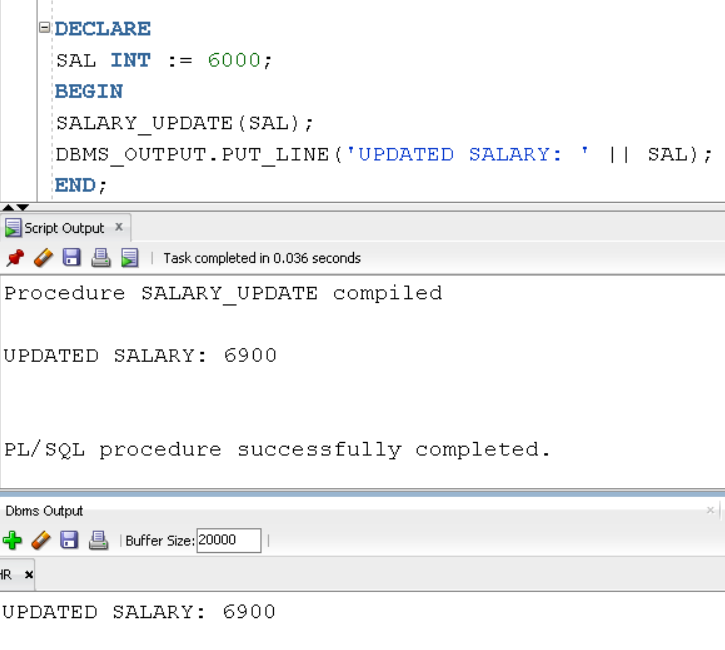 DECLARE
SAL INT := 6000;
BEGIN
SALARY_UPDATE(SAL);
DBMS_OUTPUT.PUT_LINE('UPDATED SALARY: ' || SAL);
END;
Script Output x
Task completed in 0.036 seconds
Procedure SALARY_UPDATE compiled
UPDATED SALARY: 6900
PL/SQL procedure successfully completed.
Dbms Output
Buffer Size: 20000
HR
UPDATED SALARY: 6900